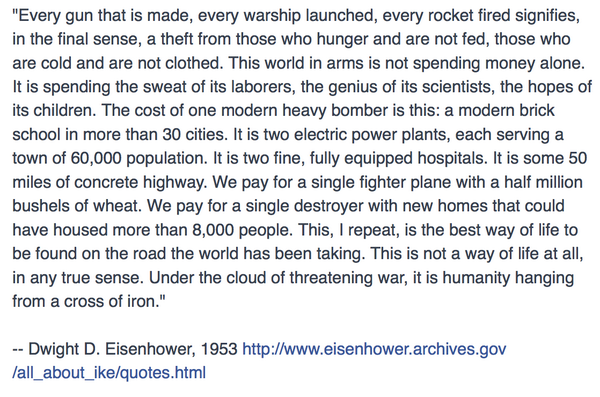 "Every gun that is made, every warship launched, every rocket fired signifies,
in the final sense, a theft from those who hunger and are not fed, those who
are cold and are not clothed. This world in arms is not spending money alone.
It is spending the sweat of its laborers, the genius of its scientists, the hopes of
its children. The cost of one modern heavy bomber is this: a modern brick
school in more than 30 cities. It is two electric power plants, each serving a
town of 60,000 population. It is two fine, fully equipped hospitals. It is some 50
miles of concrete highway. We pay for a single fighter plane with a half million
bushels of wheat. We pay for a single destroyer with new homes that could
have housed more than 8,000 people. This, I repeat, is the best way of life to
be found on the road the world has been taking. This is not a way of life at all,
in any true sense. Under the cloud of threatening war, it is humanity hanging
from a cross of iron."
-- Dwight D. Eisenhower, 1953 http://www.eisenhower.archives.gov
/all_about_ike/quotes.html